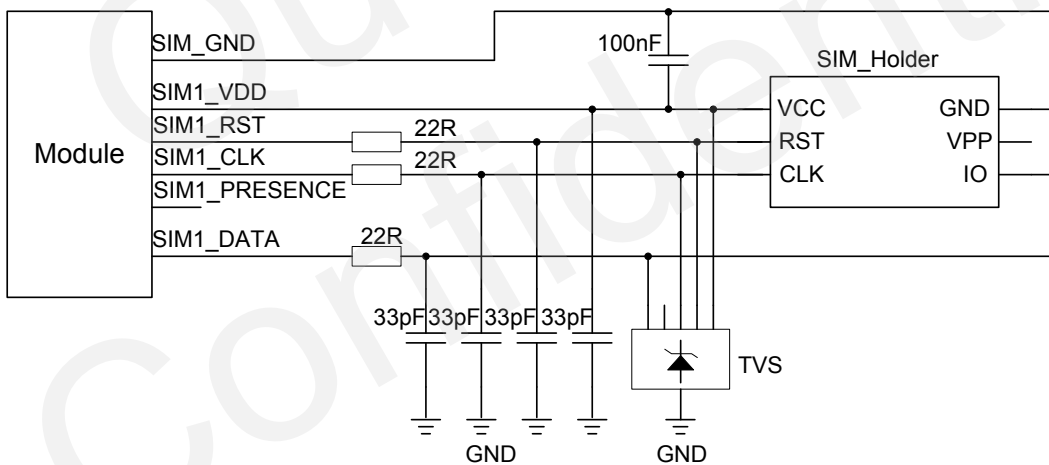 SIM_GND
100nF
SIM_Holder
SIM1_VDD
VCC
GND
SIM1_RST
22R
RST
VPP
Module
SIM1_CLK
22R
CLK
IO
SIM1_PRESENCE
SIM1_DATA
22R
33pF 33pF 33pF 33pF
TVS
GND
GND
Confidential